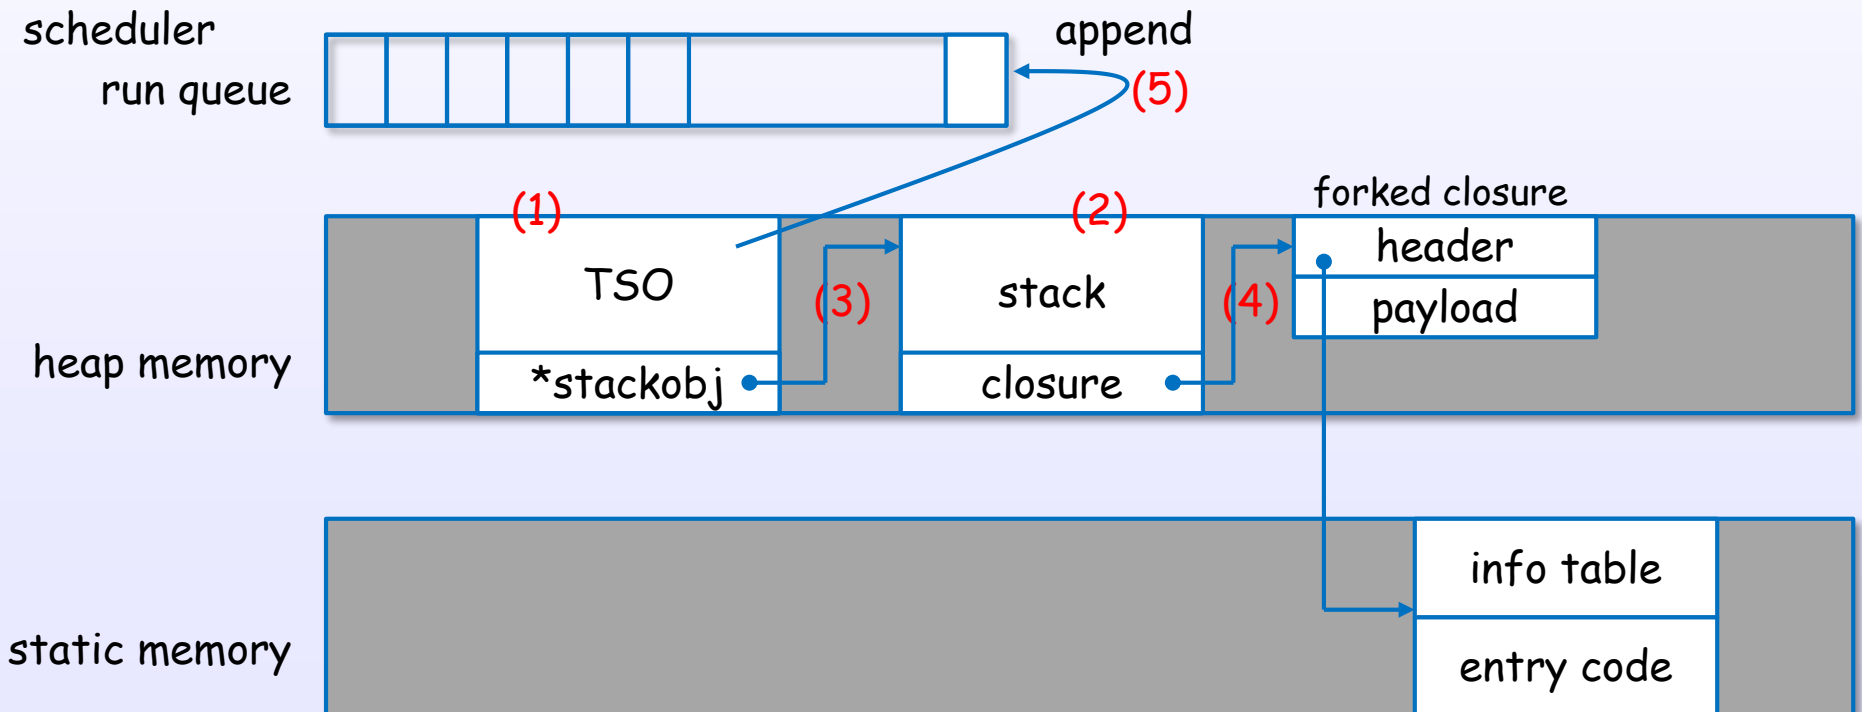 scheduler
run queue
append
(5)
forked closure
(1)
(2)
header
TSO
(3)
stack
(4)
payload
heap memory
*stackobj
closure
info table
static memory
entry code